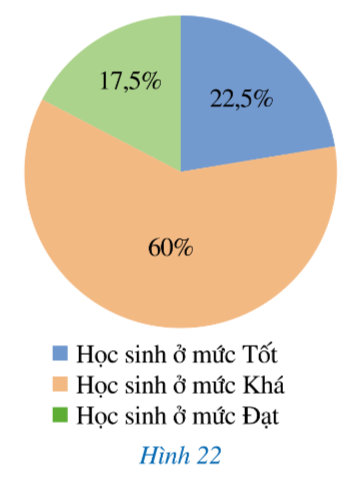 17,5%
22,5%
60%
Học sinh ở mức Tốt
Học sinh ở mức Khá
Học sinh ở mức Đạt
Hình 22